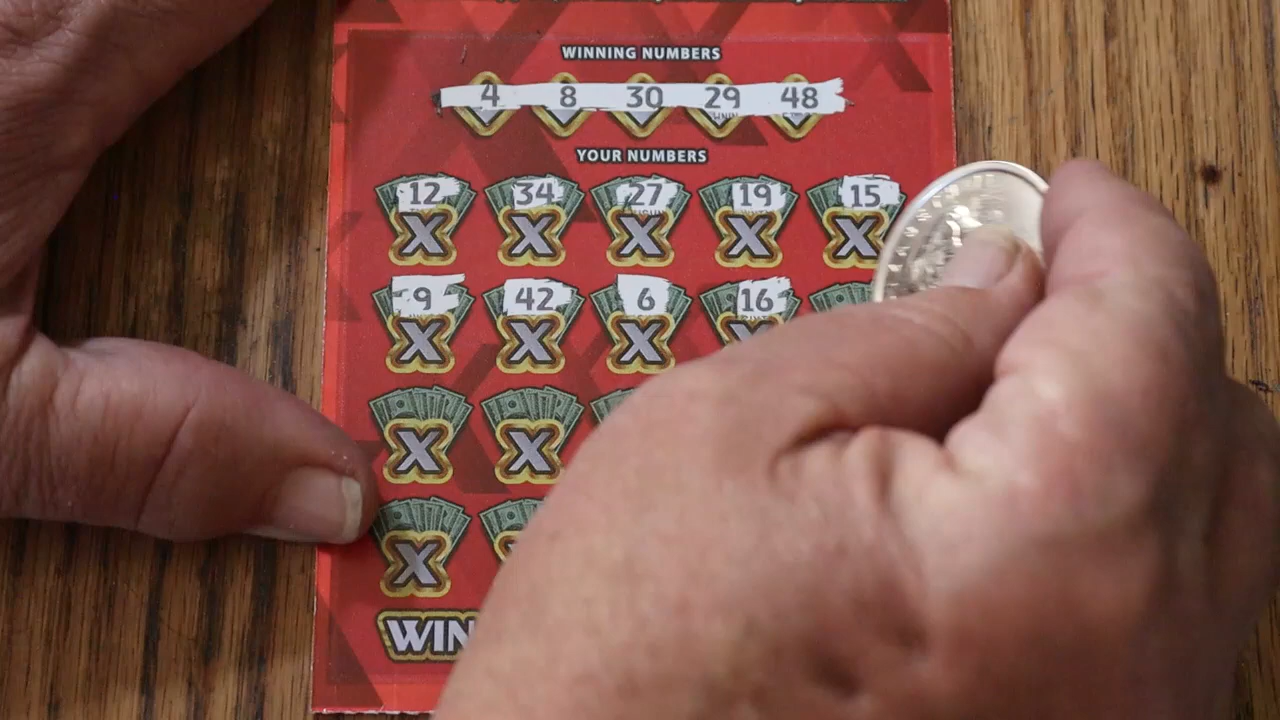 WINNING NUMBERS
4 8 30 29 48
YOUR NUMBERS
12 34 27 19 15
X X X X X
9 42 6 16
X X X X
X X
X
WIN